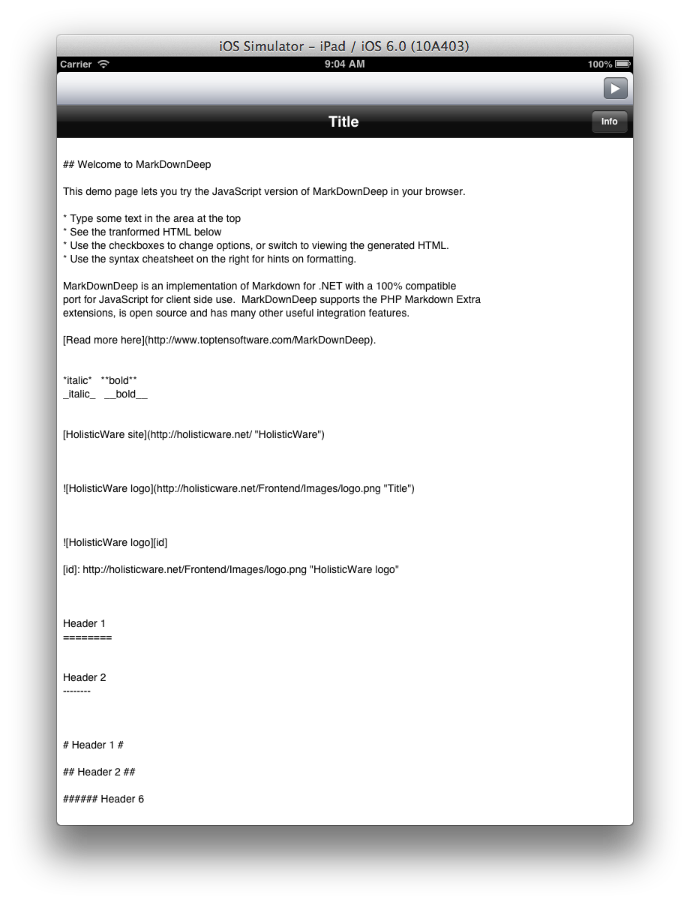 iOS Simulator – iPad / iOS 6.0 (10A403)
Carrier 9:04 AM 100%
Title Info
## Welcome to MarkDownDeep
This demo page lets you try the JavaScript version of MarkDownDeep in your browser.
* Type some text in the area at the top
* See the tranformed HTML below
* Use the checkboxes to change options, or switch to viewing the generated HTML.
* Use the syntax cheatsheet on the right for hints on formatting.
MarkDownDeep is an implementation of Markdown for .NET with a 100% compatible
port for JavaScript for client side use.  MarkDownDeep supports the PHP Markdown Extra
extensions, is open source and has many other useful integration features.
[Read more here](http://www.toptensoftware.com/MarkDownDeep).
*italic*   **bold**
_italic_   __bold__
[HolisticWare site](http://holisticware.net/ "HolisticWare")
![HolisticWare logo](http://holisticware.net/Frontend/Images/logo.png "Title")
![HolisticWare logo][id]
[id]: http://holisticware.net/Frontend/Images/logo.png "HolisticWare logo"
Header 1
========
Header 2
--------
# Header 1 #
## Header 2 ##
###### Header 6